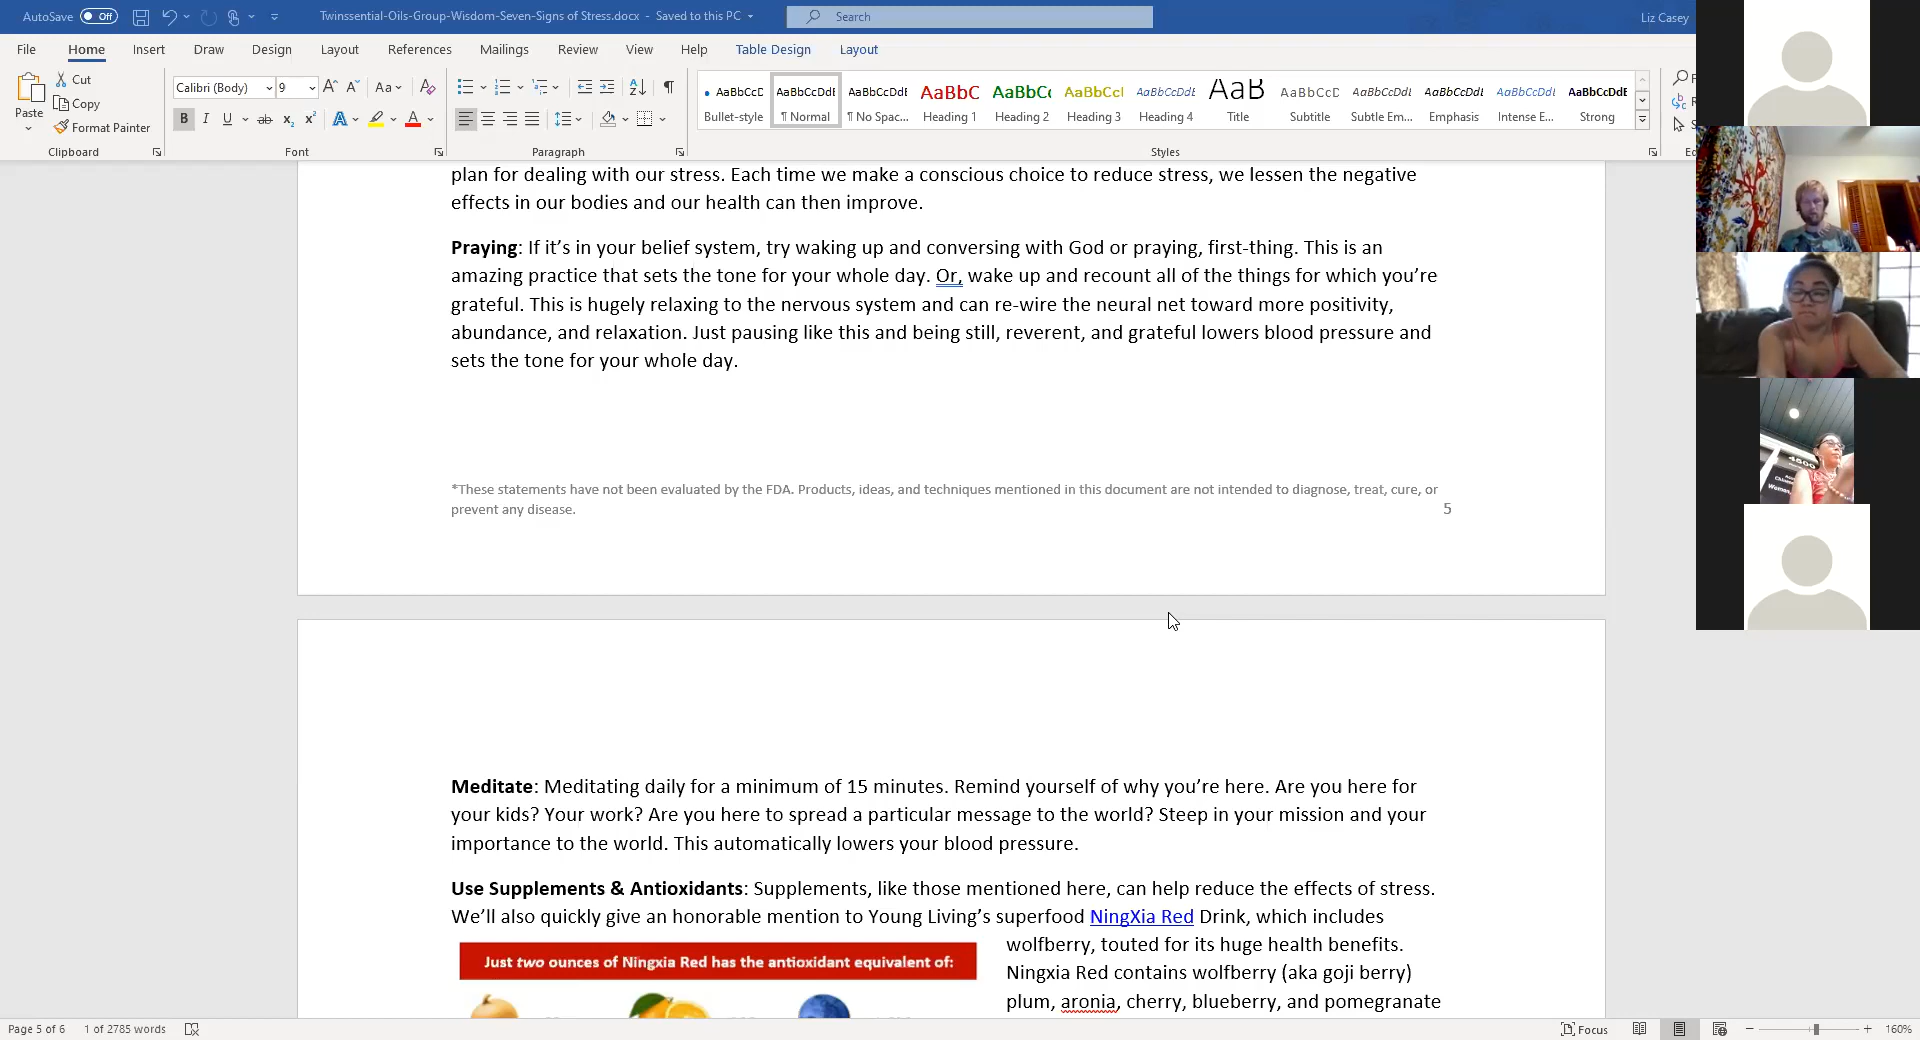 AutoSave Off
Twinssential-Oils-Group-Wisdom-Seven-Signs of Stress.docx - Saved to this PC
Search
Liz Casey
File Home Insert Draw Design Layout References Mailings Review View Help Table Design Layout
Paste
Cut
Copy
Format Painter
Clipboard
Calibri (Body) 9
Font
Paragraph
AaBbCcD AaBbCcDdE AaBbCcDdE AaBbC AaBbCc AaBbCcI AaBbCcDdE AaB AaBbCcD AaBbCcDdE AaBbCcDdE AaBbCcDdE AaBbCcDdE
Bullet-style ¶ Normal ¶ No Spac... Heading 1 Heading 2 Heading 3 Heading 4 Title Subtitle Subtle Em... Emphasis Intense E... Strong
Styles
plan for dealing with our stress. Each time we make a conscious choice to reduce stress, we lessen the negative
effects in our bodies and our health can then improve.
Praying: If it’s in your belief system, try waking up and conversing with God or praying, first-thing. This is an
amazing practice that sets the tone for your whole day. Or, wake up and recount all of the things for which you’re
grateful. This is hugely relaxing to the nervous system and can re-wire the neural net toward more positivity,
abundance, and relaxation. Just pausing like this and being still, reverent, and grateful lowers blood pressure and
sets the tone for your whole day.
*These statements have not been evaluated by the FDA. Products, ideas, and techniques mentioned in this document are not intended to diagnose, treat, cure, or
prevent any disease.
5
Meditate: Meditating daily for a minimum of 15 minutes. Remind yourself of why you’re here. Are you here for
your kids? Your work? Are you here to spread a particular message to the world? Steep in your mission and your
importance to the world. This automatically lowers your blood pressure.
Use Supplements & Antioxidants: Supplements, like those mentioned here, can help reduce the effects of stress.
We’ll also quickly give an honorable mention to Young Living’s superfood NingXia Red Drink, which includes
wolfberry, touted for its huge health benefits.
Ningxia Red contains wolfberry (aka goji berry)
plum, aronia, cherry, blueberry, and pomegranate
Just two ounces of Ningxia Red has the antioxidant equivalent of:
4800
Page 5 of 6 1 of 2785 words
Focus
160%